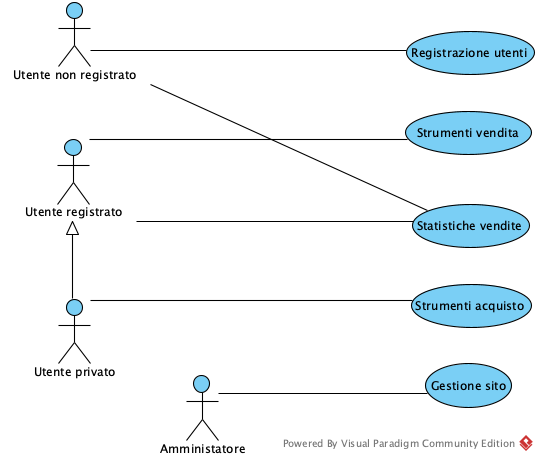 Registrazione utenti
Utente non registrato
Strumenti vendita
Utente registrato
Statistiche vendite
Strumenti acquisto
Utente privato
Gestione sito
Amministatore
Powered By Visual Paradigm Community Edition